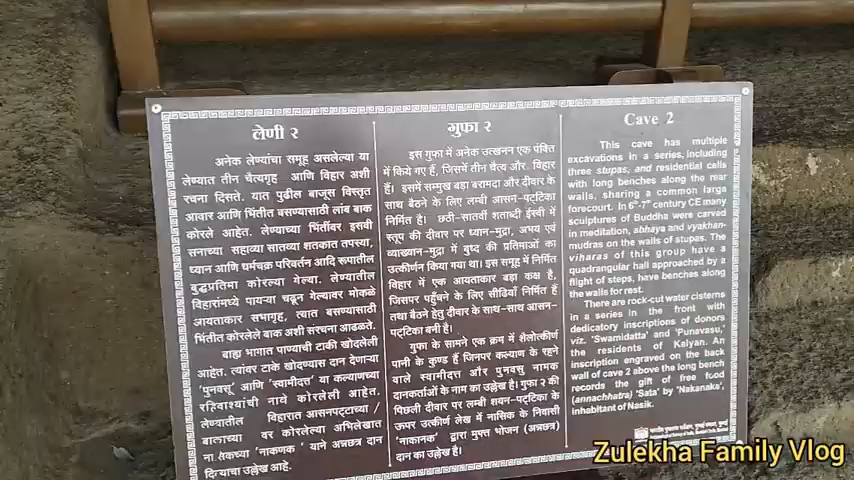 लेणी २
अनेक लेण्यांचा समूह असलेल्या या
लेण्यात तीन चैत्यगृह आणि विहार अशी
रचना दिसते. यात पुढील बाजूस विस्तृत
आवार आणि भिंतीत बसण्यासाठी लांब बाक
कोरले आहेत. लेण्याच्या भिंतींवर इसवी
सनाच्या सहाव्या सातव्या शतकात तपस्या,
ध्यान आणि धर्मचक्र परिवर्तन आदि रूपातील
बुद्धप्रतिमा कोरल्या गेल्या. लेण्यातील
विहारांमध्ये पायऱ्या चढून गेल्यावर मोकळे
आयताकार सभागृह, त्यात बसण्यासाठी
भिंतीत कोरलेले बाक अशी संरचना आढळते.
बाह्य भागात पाण्याची टाकी खोदलेली
आहेत. त्यांवर टाके खोदण्यास दान देणाऱ्या
'पुनवसू' आणि 'स्वामीदत्त' या कल्याणच्या
रहिवाश्यांची नावे कोरलेली आहेत.
लेण्यातील विहारात आसनपट्टाच्या /
बाकाच्या वर कोरलेल्या अभिलेखात
नाशिकच्या 'नाकणक' याने अन्नछत्र दान
दिल्याचा उल्लेख आहे.
गुफा २
इस गुफा में अनेक उत्खनन एक पंक्ति
में किये गए हैं, जिसमें तीन चैत्य और विहार
हैं। इसमें सम्मुख बड़ा बरामदा और दीवार के
साथ बैठने के लिए लम्बी आसन-पट्टिका
निर्मित है। छठी-सातवीं शताब्दी ईस्वी में
स्तूप की दीवार पर ध्यान-मुद्रा, अभय एवं
व्याख्यान-मुद्रा में बुध्द की प्रतिमाओं का
उत्कीर्णन किया गया था। इस समूह में निर्मित
विहार में एक आयताकार बड़ा कक्ष है,
जिसपर पहुँचने के लिए सीढियाँ निर्मित हैं
तथा बैठने हेतु दीवार के साथ-साथ आसन-
पट्टिका बनी है।
गुफा के सामने एक क्रम में शैलोत्कीर्ण
पानी के कुण्ड हैं जिनपर कल्याण के रहने
वाले स्वामीदत्त और पुनवसु नामक
दानकर्ताओं के नाम का उल्लेख है। गुफा २ की
पिछली दीवार पर लम्बी शयन-पट्टिका के
ऊपर उत्कीर्ण लेख में नासिक के निवासी
'नाकानक' द्वारा मुफ्त भोजन (अन्नछत्र)
दान का उल्लेख है।
Cave 2
This cave has multiple
excavations in a series, including
three stupas, and residential cells
with long benches along the rear
walls, sharing a common large
forecourt. In 6th-7th century CE many
sculptures of Buddha were carved
in meditation, abhaya and vyakhan-
mudras on the walls of stupas. The
viharas of this group have a
quadrangular hall approached by a
flight of steps, have benches along
the walls for rest.
There are rock-cut water cisterns
in a series in the front with
dedicatory inscriptions of donors
viz. 'Swamidatta' and 'Punavasu,'
the residents of Kalyan. An
inscription engraved on the back
wall of cave 2 above the long bench
records the gift of free food
(annachhatra) 'Sata' by 'Nakanaka',
inhabitant of Nasik.
Zulekha Family Vlog